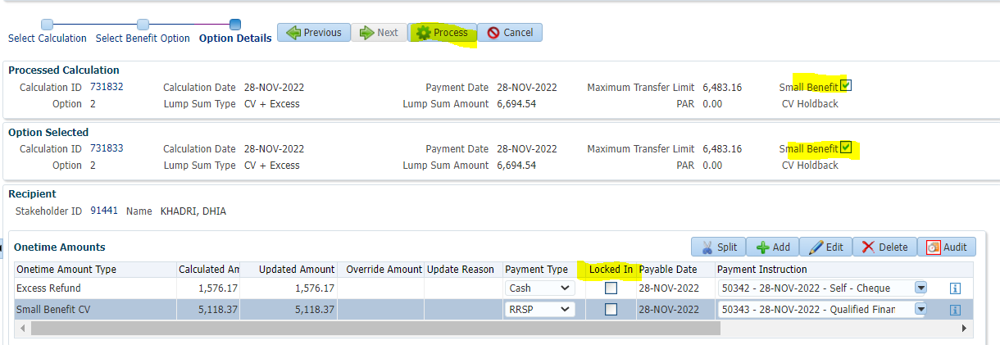 Select Calculation Select Benefit Option Option Details Previous Next Process Cancel
Processed Calculation
Calculation ID 731832 Calculation Date 28-NOV-2022 Payment Date 28-NOV-2022 Maximum Transfer Limit 6,483.16 Small Benefit
Option 2 Lump Sum Type CV + Excess Lump Sum Amount 6,694.54 PAR 0.00 CV Holdback
Option Selected
Calculation ID 731833 Calculation Date 28-NOV-2022 Payment Date 28-NOV-2022 Maximum Transfer Limit 6,483.16 Small Benefit
Option 2 Lump Sum Type CV + Excess Lump Sum Amount 6,694.54 PAR 0.00 CV Holdback
Recipient
Stakeholder ID 91441 Name KHADRI, DHIA
Onetime Amounts Split Add Edit Delete Audit
Onetime Amount Type Calculated Am Updated Amount Override Amount Update Reason Payment Type Locked In Payable Date Payment Instruction
Excess Refund 1,576.17 1,576.17 Cash 28-NOV-2022 50342 - 28-NOV-2022 - Self - Cheque
Small Benefit CV 5,118.37 5,118.37 RRSP 28-NOV-2022 50343 - 28-NOV-2022 - Qualified Finan